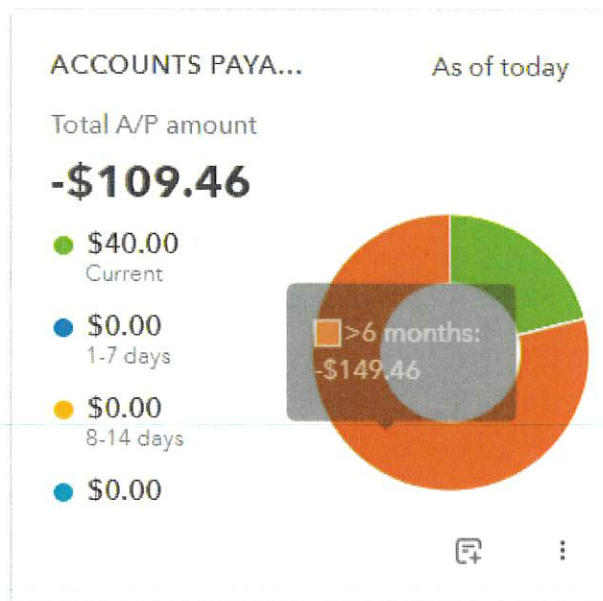 ACCOUNTS PAYA...
As of today
Total A/P amount
-$109.46
$40.00
Current
$0.00
1-7 days
$0.00
8-14 days
$0.00
>6 months:
-$149.46